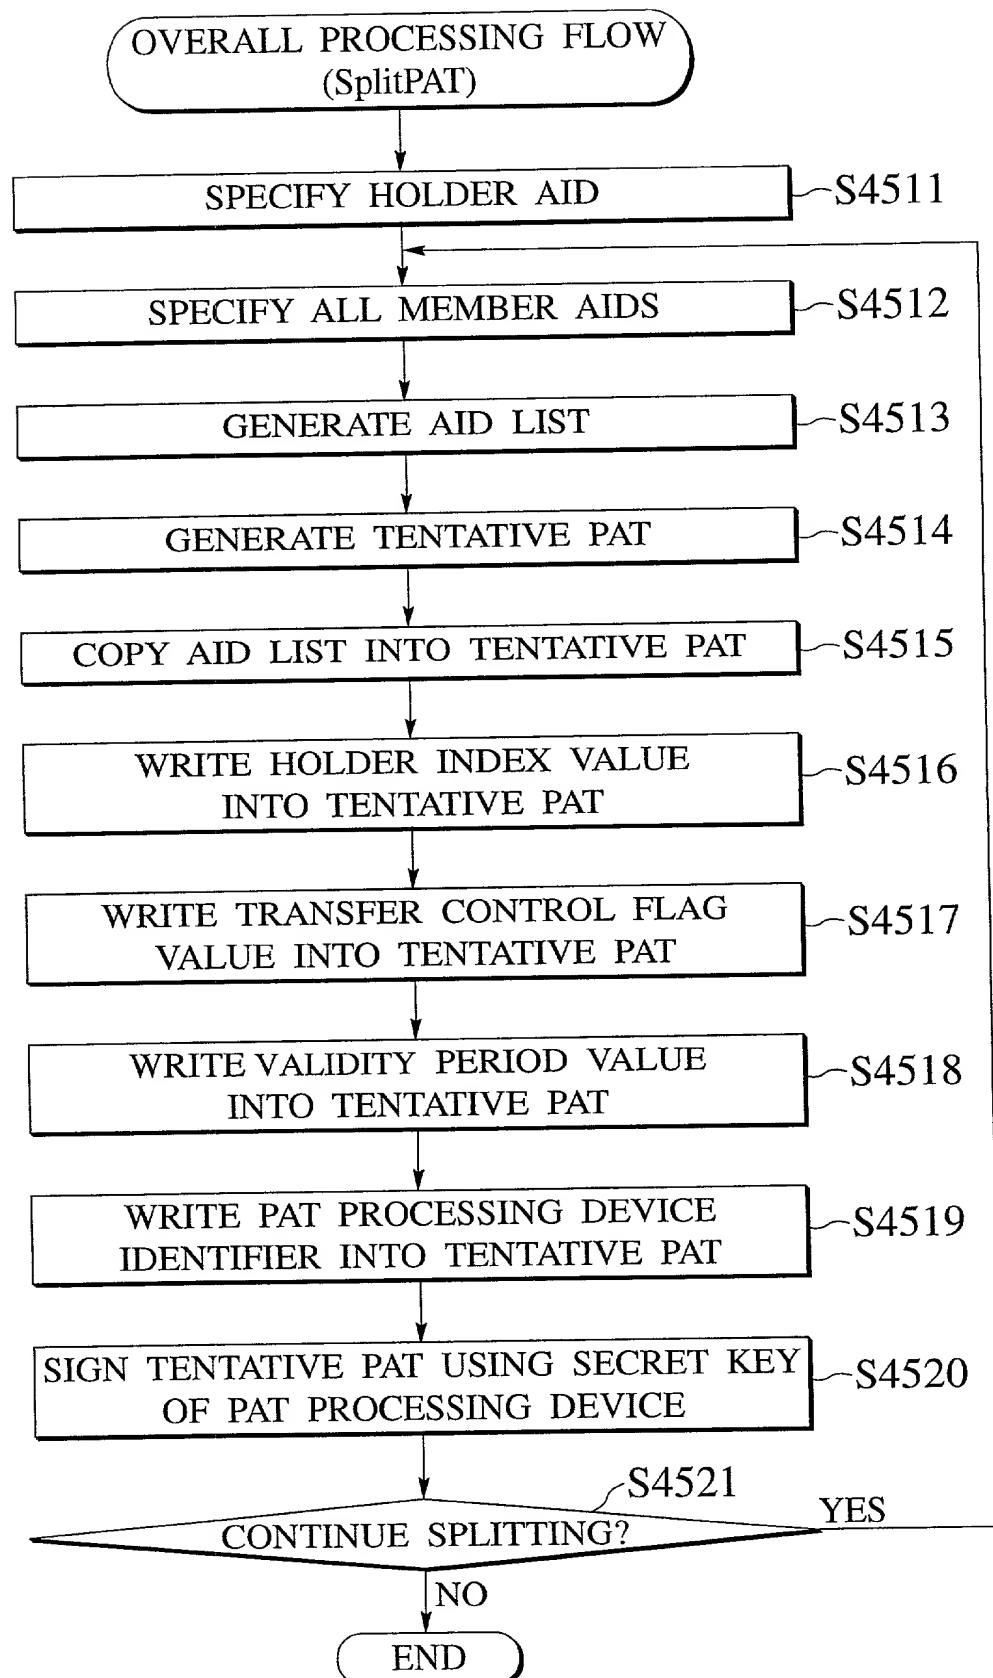 OVERALL PROCESSING FLOW
(SplitPAT)
SPECIFY HOLDER AID
S4511
SPECIFY ALL MEMBER AIDS
S4512
GENERATE AID LIST
S4513
GENERATE TENTATIVE PAT
S4514
COPY AID LIST INTO TENTATIVE PAT
S4515
WRITE HOLDER INDEX VALUE
INTO TENTATIVE PAT
S4516
WRITE TRANSFER CONTROL FLAG
VALUE INTO TENTATIVE PAT
S4517
WRITE VALIDITY PERIOD VALUE
INTO TENTATIVE PAT
S4518
WRITE PAT PROCESSING DEVICE
IDENTIFIER INTO TENTATIVE PAT
S4519
SIGN TENTATIVE PAT USING SECRET KEY
OF PAT PROCESSING DEVICE
S4520
S4521
CONTINUE SPLITTING?
YES
NO
END